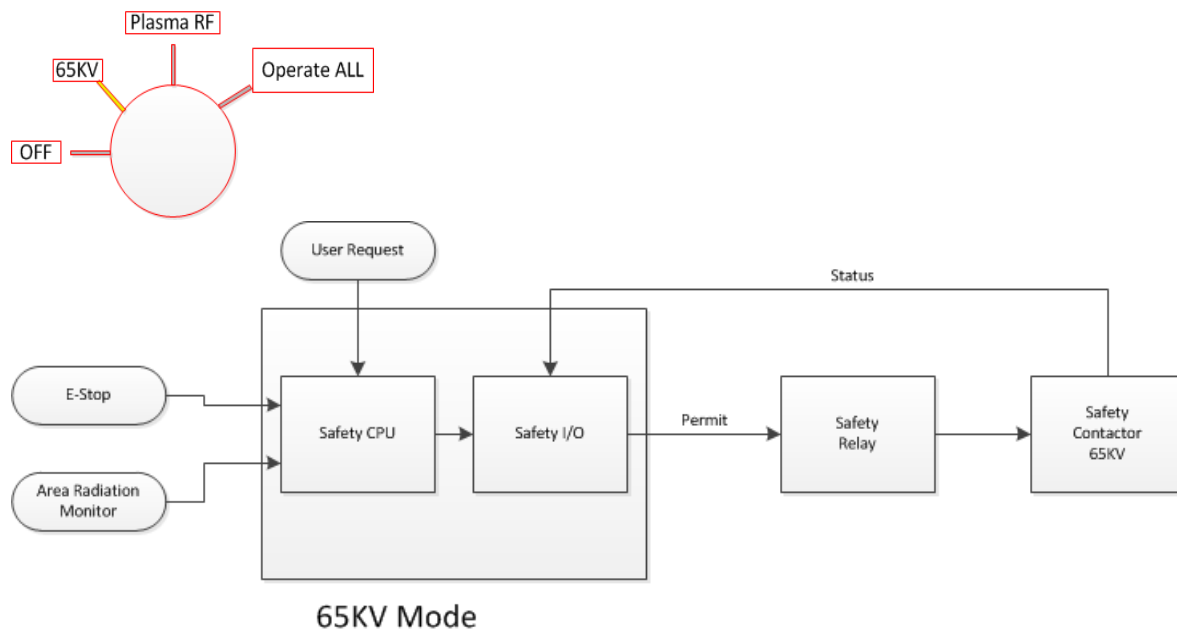 Plasma RF
65KV
Operate ALL
OFF
User Request
Status
E-Stop
Safety CPU
Safety I/O
Permit
Safety
Relay
Safety
Contactor
65KV
Area Radiation
Monitor
65KV Mode